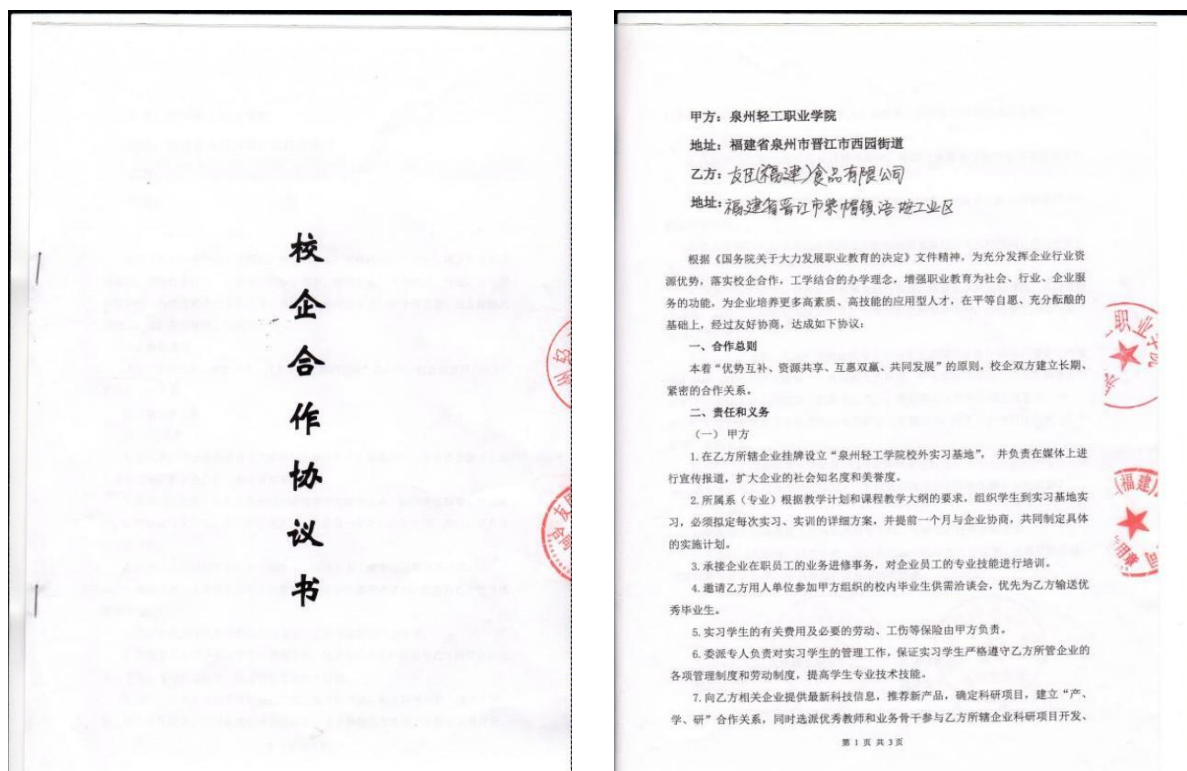 校
企
合
作
协
议
书
甲方：泉州轻工职业学院
地址：福建省泉州市晋江市西园街道
乙方：友臣(福建)食品有限公司
地址：福建省晋江市紫帽镇浯垵工业区
根据《国务院关于大力发展职业教育的决定》文件精神，为充分发挥企业行业资
源优势，落实校企合作，工学结合的办学理念，增强职业教育为社会、行业、企业服
务的功能，为企业培养更多高素质、高技能的应用型人才，在平等自愿、充分酝酿的
基础上，经过友好协商，达成如下协议：
一、合作总则
本着“优势互补、资源共享、互惠双赢、共同发展”的原则，校企双方建立长期、
紧密的合作关系。
二、责任和义务
（一） 甲方
1.在乙方所辖企业挂牌设立“泉州轻工学院校外实习基地”， 并负责在媒体上进
行宣传报道，扩大企业的社会知名度和美誉度。
2.所属系（专业）根据教学计划和课程教学大纲的要求，组织学生到实习基地实
习，必须拟定每次实习、实训的详细方案，并提前一个月与企业协商，共同制定具体
的实施计划。
3.承接企业在职员工的业务进修事务，对企业员工的专业技能进行培训。
4.邀请乙方用人单位参加甲方组织的校内毕业生供需洽谈会，优先为乙方输送优
秀毕业生。
5.实习学生的有关费用及必要的劳动、工伤等保险由甲方负责。
6.委派专人负责对实习学生的管理工作，保证实习学生严格遵守乙方所管企业的
各项管理制度和劳动制度，提高学生专业技术技能。
7.向乙方相关企业提供最新科技信息，推荐新产品，确定科研项目，建立“产、
学、研”合作关系，同时选派优秀教师和业务骨干参与乙方所辖企业科研项目开发、
第 1 页 共 3 页
职业学院
（福建）